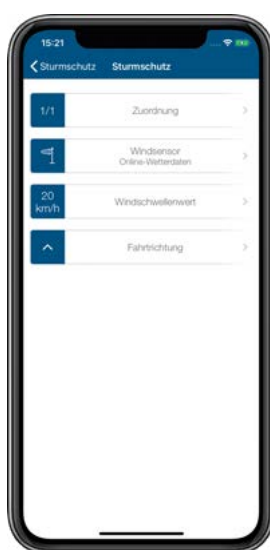 15:21
Sturmschutz Sturmschutz
1/1 Zuordnung
Windsensor
Online-Wetterdaten
20
km/h Windschwellenwert
Fahrtrichtung